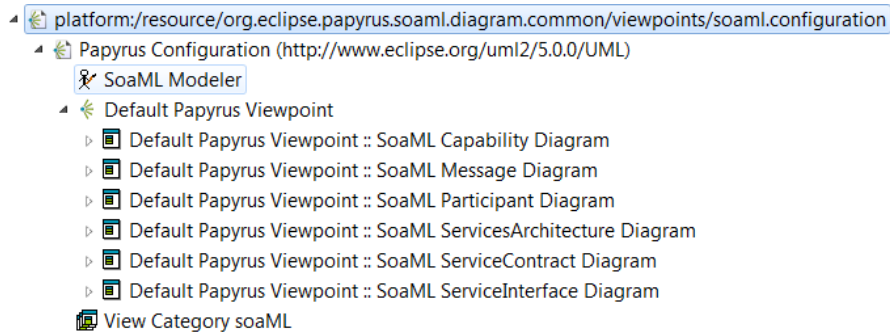 platform:/resource/org.eclipse.papyrus.soaml.diagram.common/viewpoints/soaml.configuration
Papyrus Configuration (http://www.eclipse.org/uml2/5.0.0/UML)
SoaML Modeler
Default Papyrus Viewpoint
Default Papyrus Viewpoint :: SoaML Capability Diagram
Default Papyrus Viewpoint :: SoaML Message Diagram
Default Papyrus Viewpoint :: SoaML Participant Diagram
Default Papyrus Viewpoint :: SoaML ServicesArchitecture Diagram
Default Papyrus Viewpoint :: SoaML ServiceContract Diagram
Default Papyrus Viewpoint :: SoaML ServiceInterface Diagram
View Category soaML